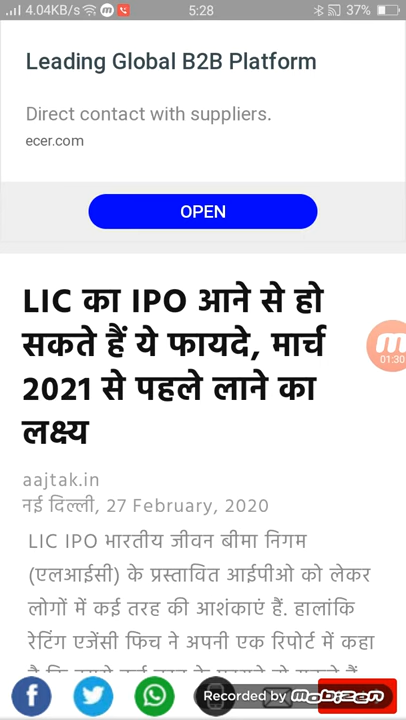 4.04KB/s 5:28 37%
Leading Global B2B Platform
Direct contact with suppliers.
ecer.com
OPEN
LIC का IPO आने से हो
सकते हैं ये फायदे, मार्च
01:30
2021 से पहले लाने का
लक्ष्य
aajtak.in
नई दिल्ली, 27 February, 2020
LIC IPO भारतीय जीवन बीमा निगम
(एलआईसी) के प्रस्तावित आईपीओ को लेकर
लोगों में कई तरह की आशंकाएं हैं. हालांकि
रेटिंग एजेंसी फिच ने अपनी एक रिपोर्ट में कहा
Recorded by mobizen